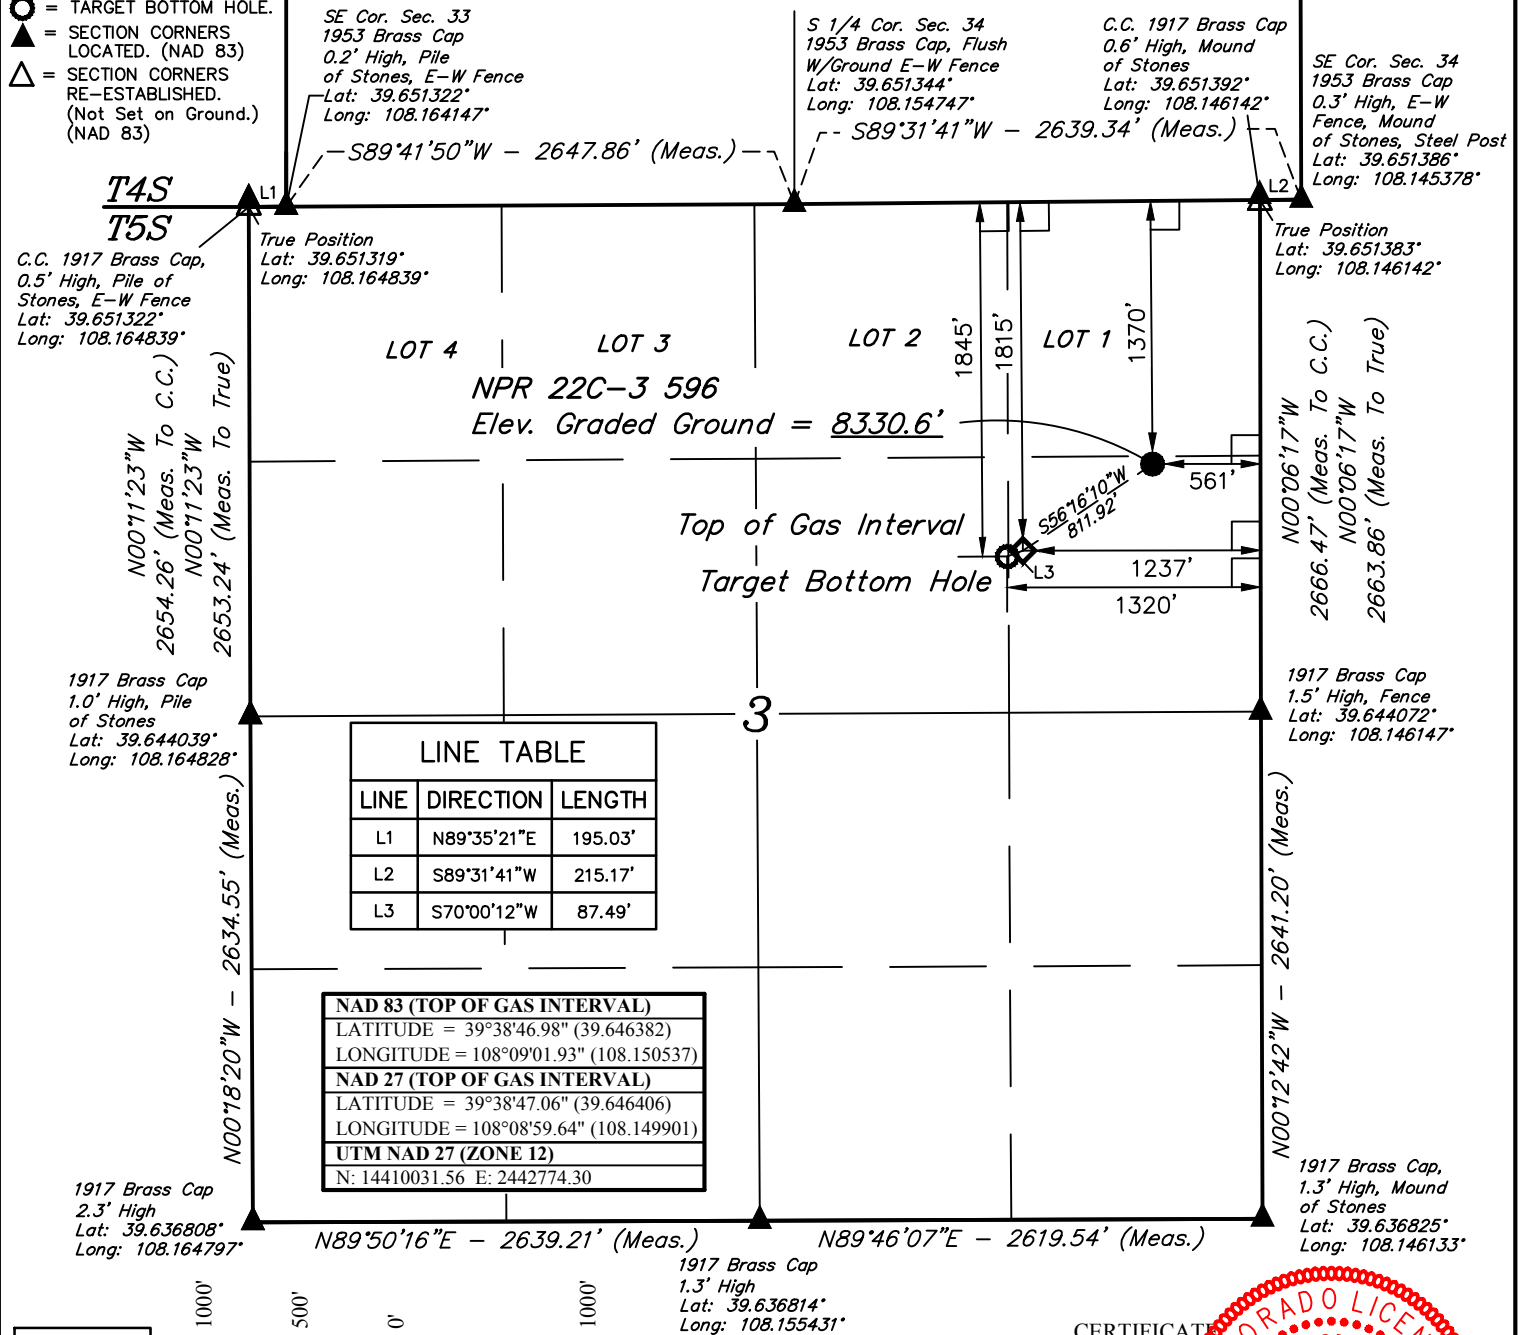 = TARGET BOTTOM HOLE.
= SECTION CORNERS
LOCATED. (NAD 83)
= SECTION CORNERS
RE-ESTABLISHED.
(Not Set on Ground.)
(NAD 83)
SE Cor. Sec. 33
1953 Brass Cap
0.2' High, Pile
of Stones, E-W Fence
Lat: 39.651322°
Long: 108.164147°
S 1/4 Cor. Sec. 34
1953 Brass Cap, Flush
W/Ground E-W Fence
Lat: 39.651344°
Long: 108.154747°
C.C. 1917 Brass Cap
0.6' High, Mound
of Stones
Lat: 39.651392°
Long: 108.146142°
SE Cor. Sec. 34
1953 Brass Cap
0.3' High, E-W
Fence, Mound
of Stones, Steel Post
Lat: 39.651386°
Long: 108.145378°
S89°41'50"W - 2647.86' (Meas.)
S89°31'41"W - 2639.34' (Meas.)
T4S
L1
L2
T5S
C.C. 1917 Brass Cap,
0.5' High, Pile of
Stones, E-W Fence
Lat: 39.651322°
Long: 108.164839°
True Position
Lat: 39.651319°
Long: 108.164839°
True Position
Lat: 39.651383°
Long: 108.146142°
LOT 4
LOT 3
LOT 2
LOT 1
1845'
1815'
1370'
NPR 22C-3 596
Elev. Graded Ground = 8330.6'
N00°11'23"W
2654.26' (Meas. To C.C.)
N00°11'23"W
2653.24' (Meas. To True)
N00°06'17"W
2666.47' (Meas. To C.C.)
N00°06'17"W
2663.86' (Meas. To True)
561'
S56°16'10"W
811.92'
Top of Gas Interval
L3
1237'
Target Bottom Hole
1320'
1917 Brass Cap
1.0' High, Pile
of Stones
Lat: 39.644039°
Long: 108.164828°
3
1917 Brass Cap
1.5' High, Fence
Lat: 39.644072°
Long: 108.146147°
LINE TABLE
LINE DIRECTION LENGTH
L1 N89°35'21"E 195.03'
L2 S89°31'41"W 215.17'
L3 S70°00'12"W 87.49'
N00°18'20"W - 2634.55' (Meas.)
N00°12'42"W - 2641.20' (Meas.)
NAD 83 (TOP OF GAS INTERVAL)
LATITUDE = 39°38'46.98" (39.646382)
LONGITUDE = 108°09'01.93" (108.150537)
NAD 27 (TOP OF GAS INTERVAL)
LATITUDE = 39°38'47.06" (39.646406)
LONGITUDE = 108°08'59.64" (108.149901)
UTM NAD 27 (ZONE 12)
N: 14410031.56 E: 2442774.30
1917 Brass Cap
2.3' High
Lat: 39.636808°
Long: 108.164797°
1917 Brass Cap,
1.3' High, Mound
of Stones
Lat: 39.636825°
Long: 108.146133°
N89°50'16"E - 2639.21' (Meas.)
N89°46'07"E - 2619.54' (Meas.)
1917 Brass Cap
1.3' High
Lat: 39.636814°
Long: 108.155431°
1000'
500'
0'
1000'
CERTIFICATE
ORADO LICEN